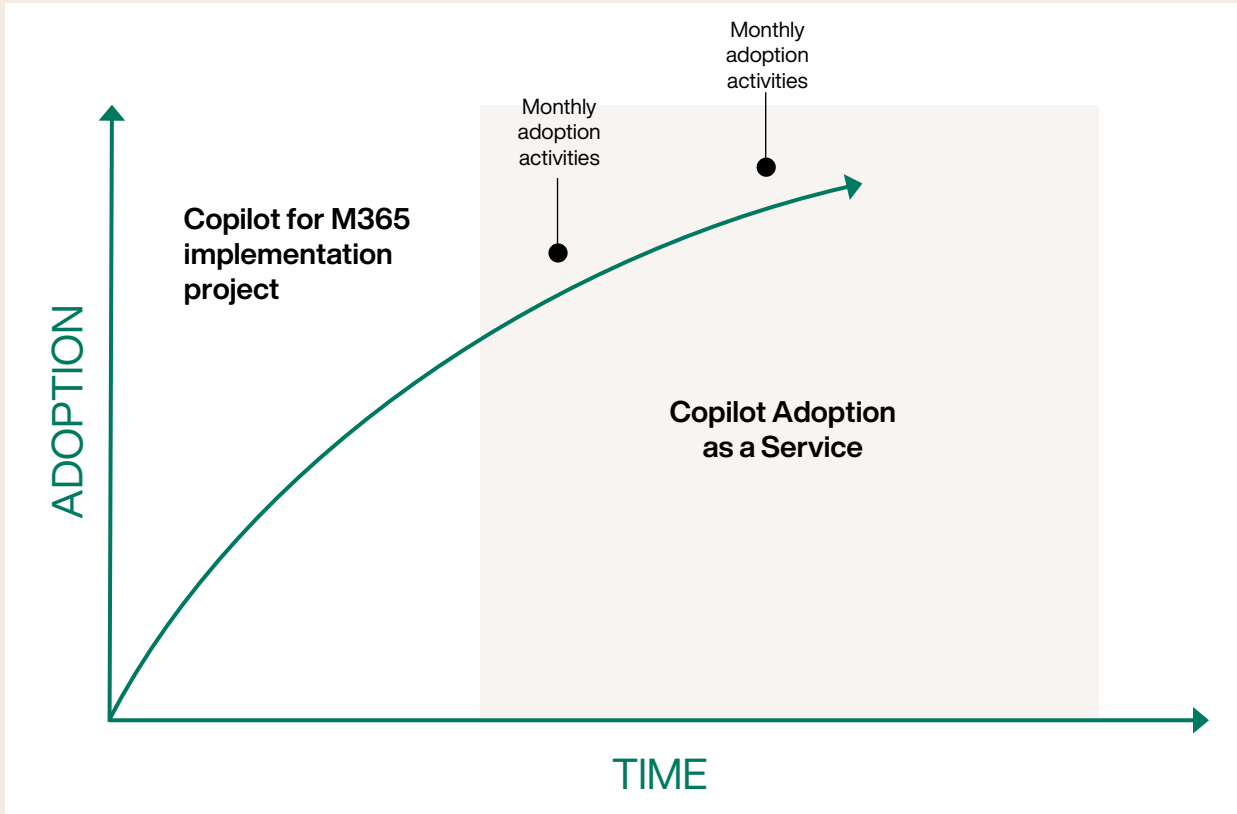 Monthly
adoption
activities
Monthly
adoption
activities
Copilot for M365
implementation
project
ADOPTION
Copilot Adoption
as a Service
TIME